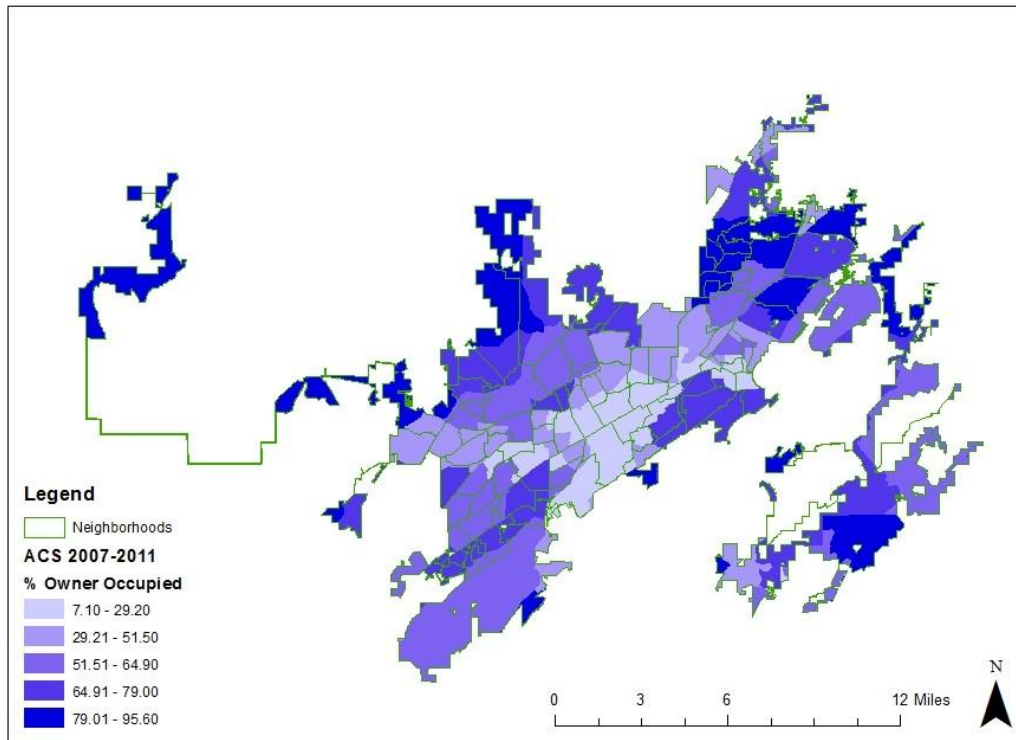 Legend
Neighborhoods
ACS 2007-2011
% Owner Occupied
7.10 - 29.20
29.21 - 51.50
51.51 - 64.90
64.91 - 79.00
79.01 - 95.60
0 3 6 12 Miles
N